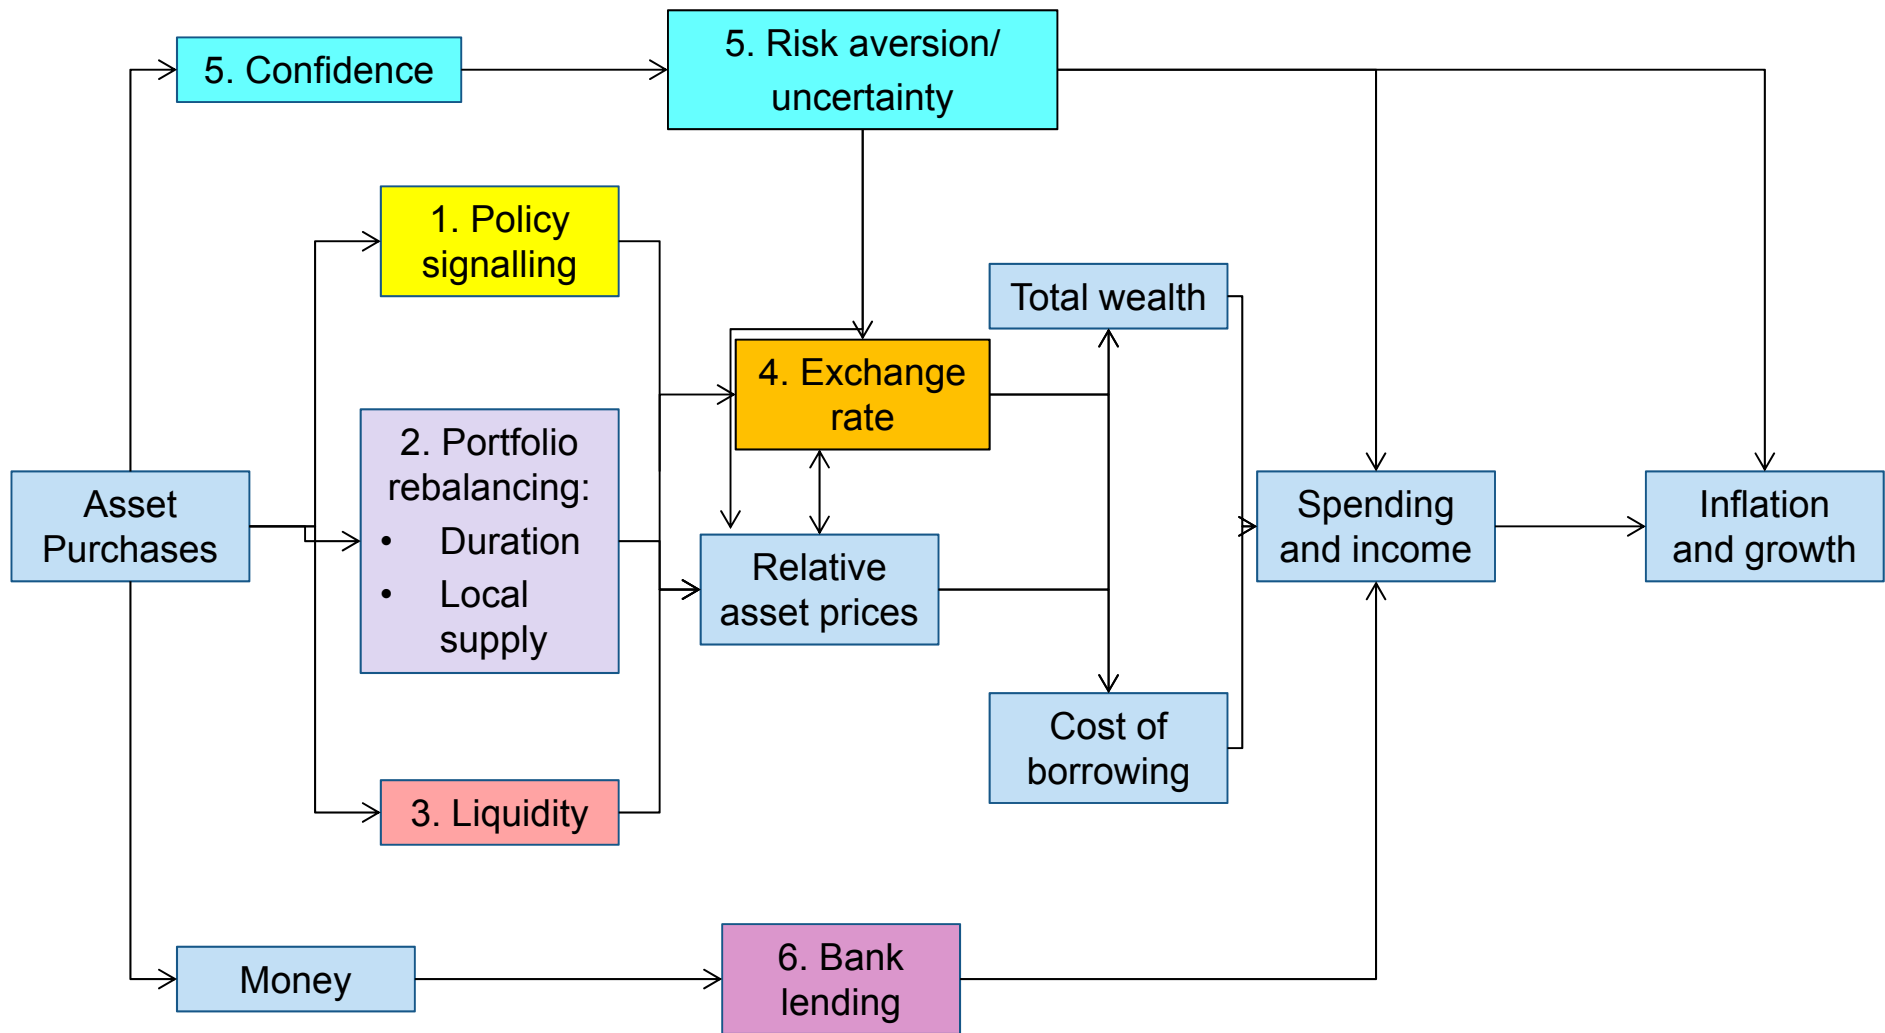 5. Confidence
5. Risk aversion/
uncertainty
1. Policy
signalling
Total wealth
4. Exchange
rate
2. Portfolio
rebalancing:
• Duration
• Local
supply
Asset
Purchases
Relative
asset prices
Spending
and income
Inflation
and growth
Cost of
borrowing
3. Liquidity
Money
6. Bank
lending